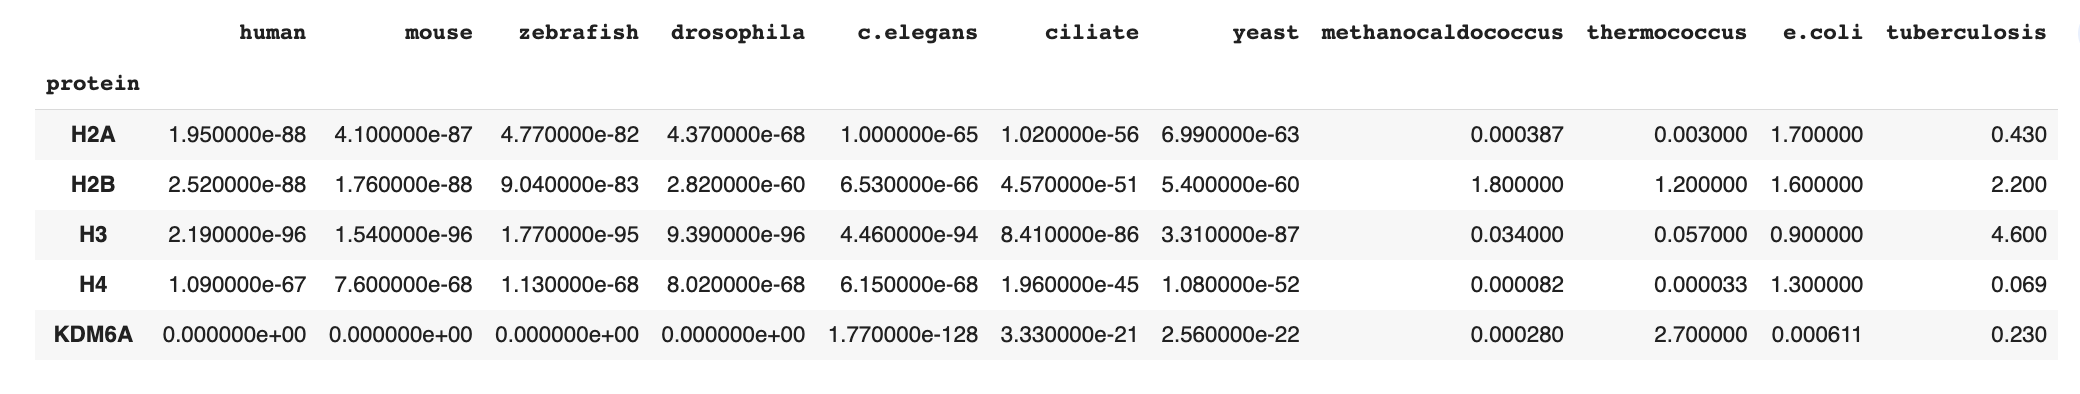 human mouse zebrafish drosophila c.elegans ciliate yeast methanocaldococcus thermococcus e.coli tuberculosis
protein
H2A 1.950000e-88 4.100000e-87 4.770000e-82 4.370000e-68 1.000000e-65 1.020000e-56 6.990000e-63 0.000387 0.003000 1.700000 0.430
H2B 2.520000e-88 1.760000e-88 9.040000e-83 2.820000e-60 6.530000e-66 4.570000e-51 5.400000e-60 1.800000 1.200000 1.600000 2.200
H3 2.190000e-96 1.540000e-96 1.770000e-95 9.390000e-96 4.460000e-94 8.410000e-86 3.310000e-87 0.034000 0.057000 0.900000 4.600
H4 1.090000e-67 7.600000e-68 1.130000e-68 8.020000e-68 6.150000e-68 1.960000e-45 1.080000e-52 0.000082 0.000033 1.300000 0.069
KDM6A 0.000000e+00 0.000000e+00 0.000000e+00 0.000000e+00 1.770000e-128 3.330000e-21 2.560000e-22 0.000280 2.700000 0.000611 0.230